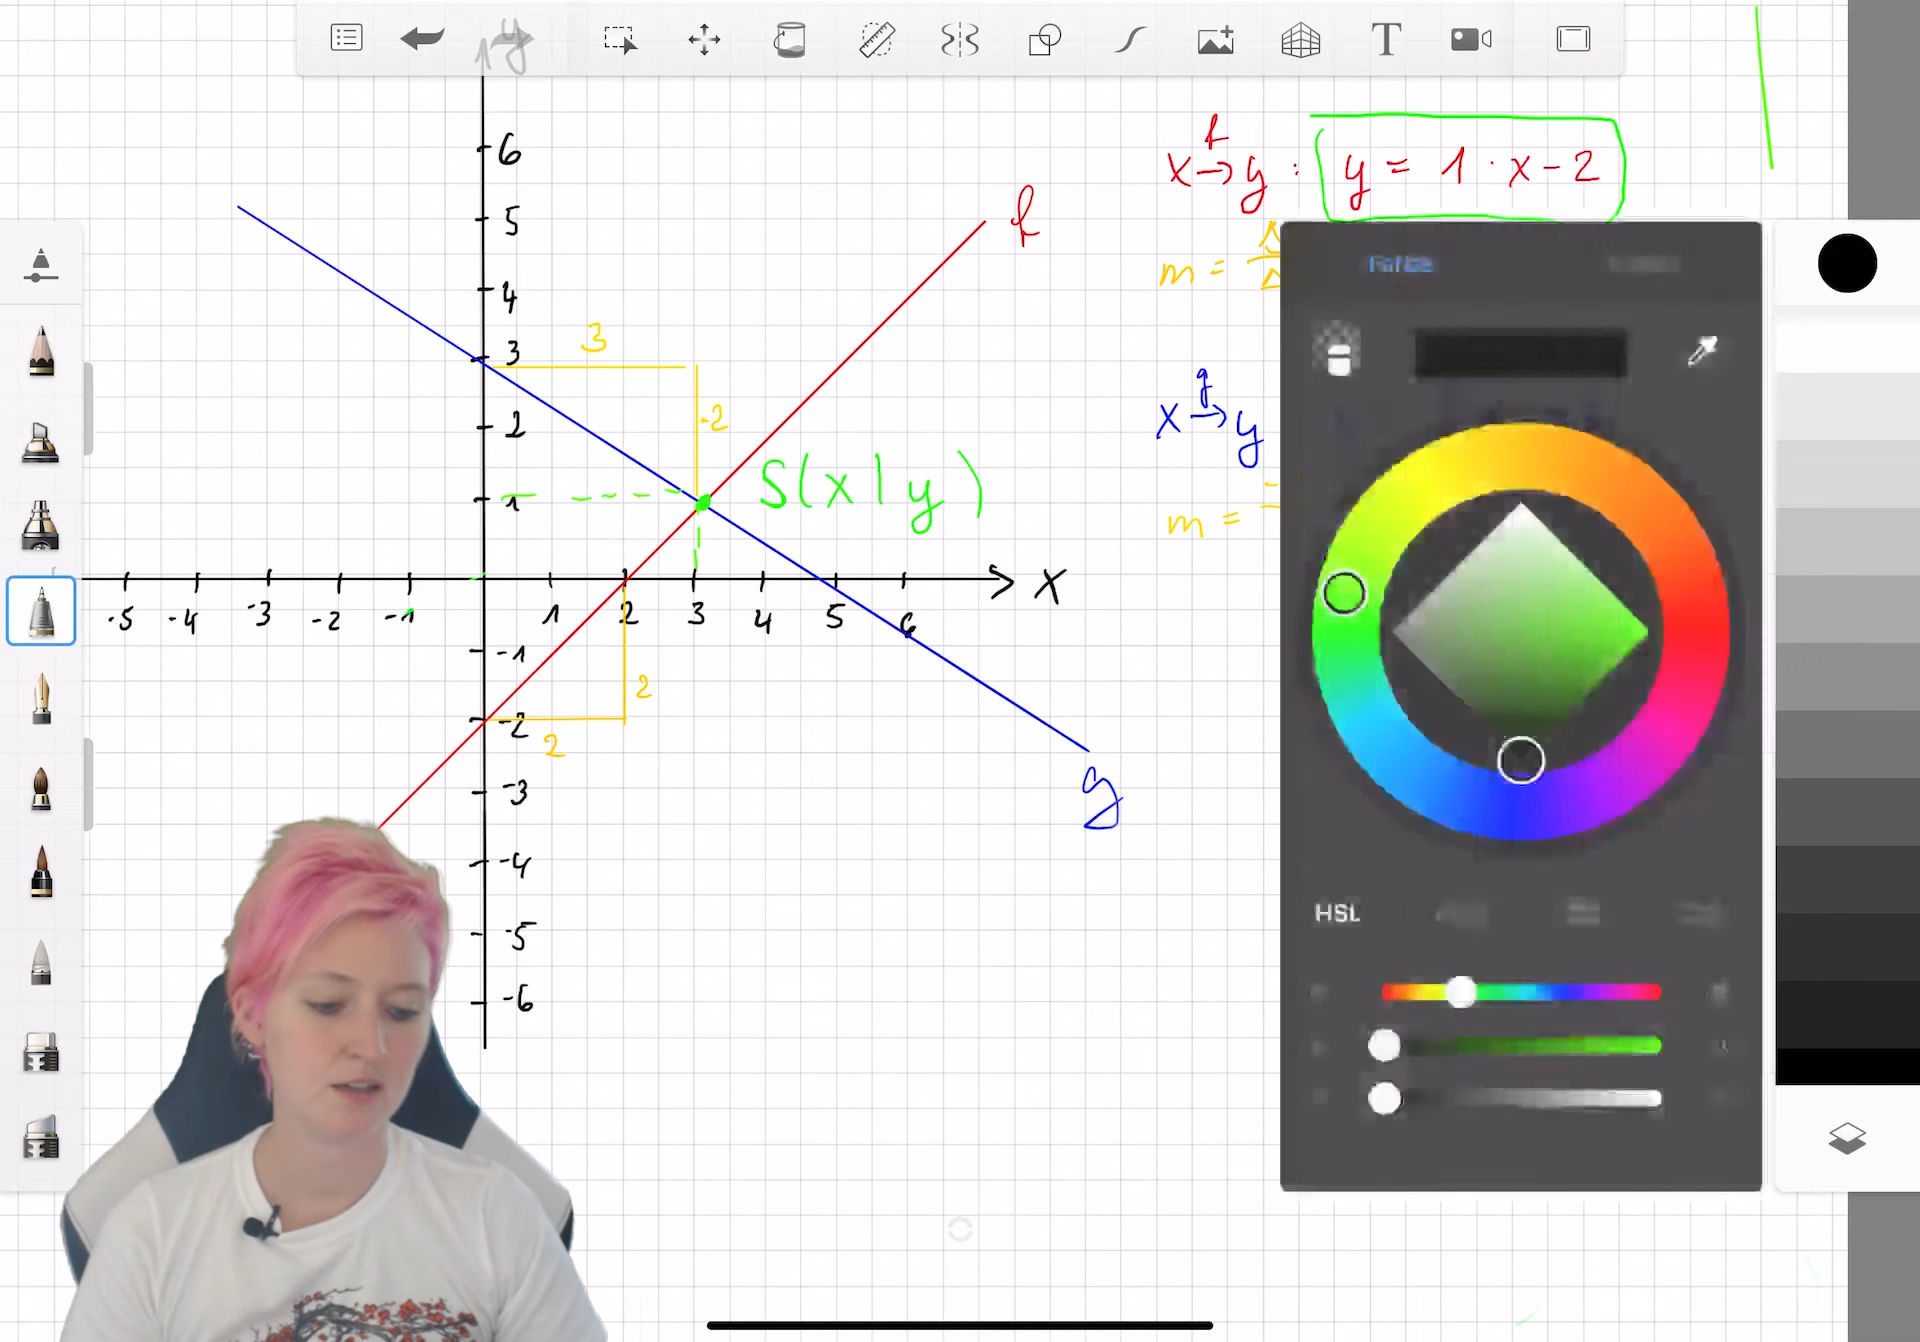 y
T
6
5
4
3
2
1
-1
-2
-3
-4
-5
-6
-5 -4 -3 -2 -1 1 2 3 4 5 6
x
f
g
3
-2
2
2
S(x|y)
f
x → y : y = 1 · x - 2
m =
g
x → y
m =
HSL